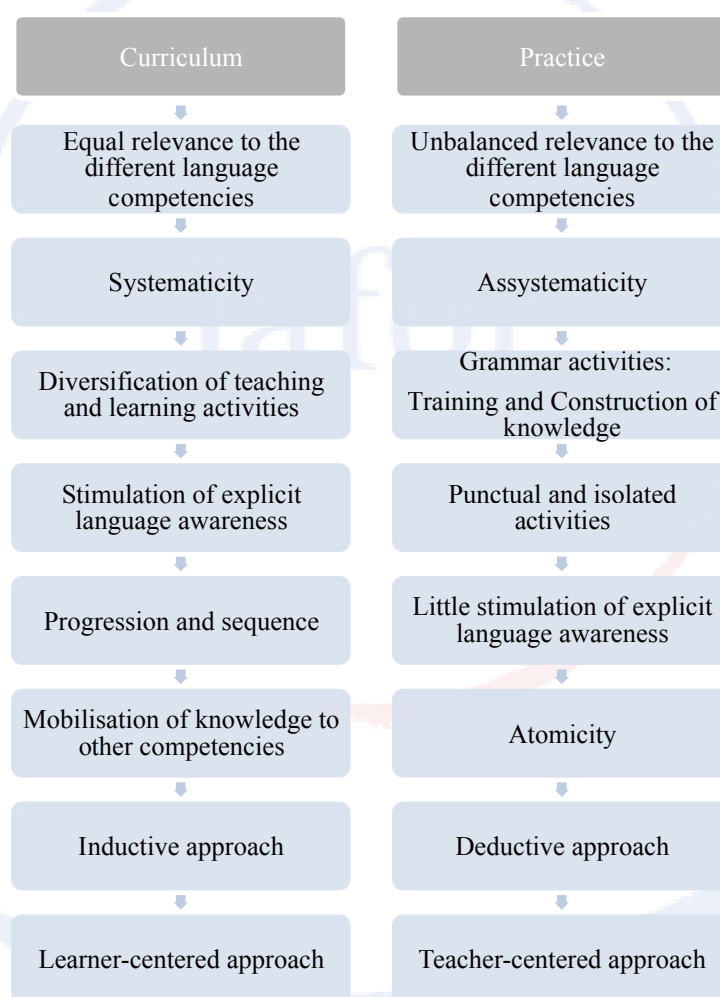 Curriculum
Equal relevance to the
different language
competencies
Systematicity
Diversification of teaching
and learning activities
Stimulation of explicit
language awareness
Progression and sequence
Mobilisation of knowledge to
other competencies
Inductive approach
Learner-centered approach
Practice
Unbalanced relevance to the
different language
competencies
Assystematicity
Grammar activities:
Training and Construction of
knowledge
Punctual and isolated
activities
Little stimulation of explicit
language awareness
Atomicity
Deductive approach
Teacher-centered approach
iafor